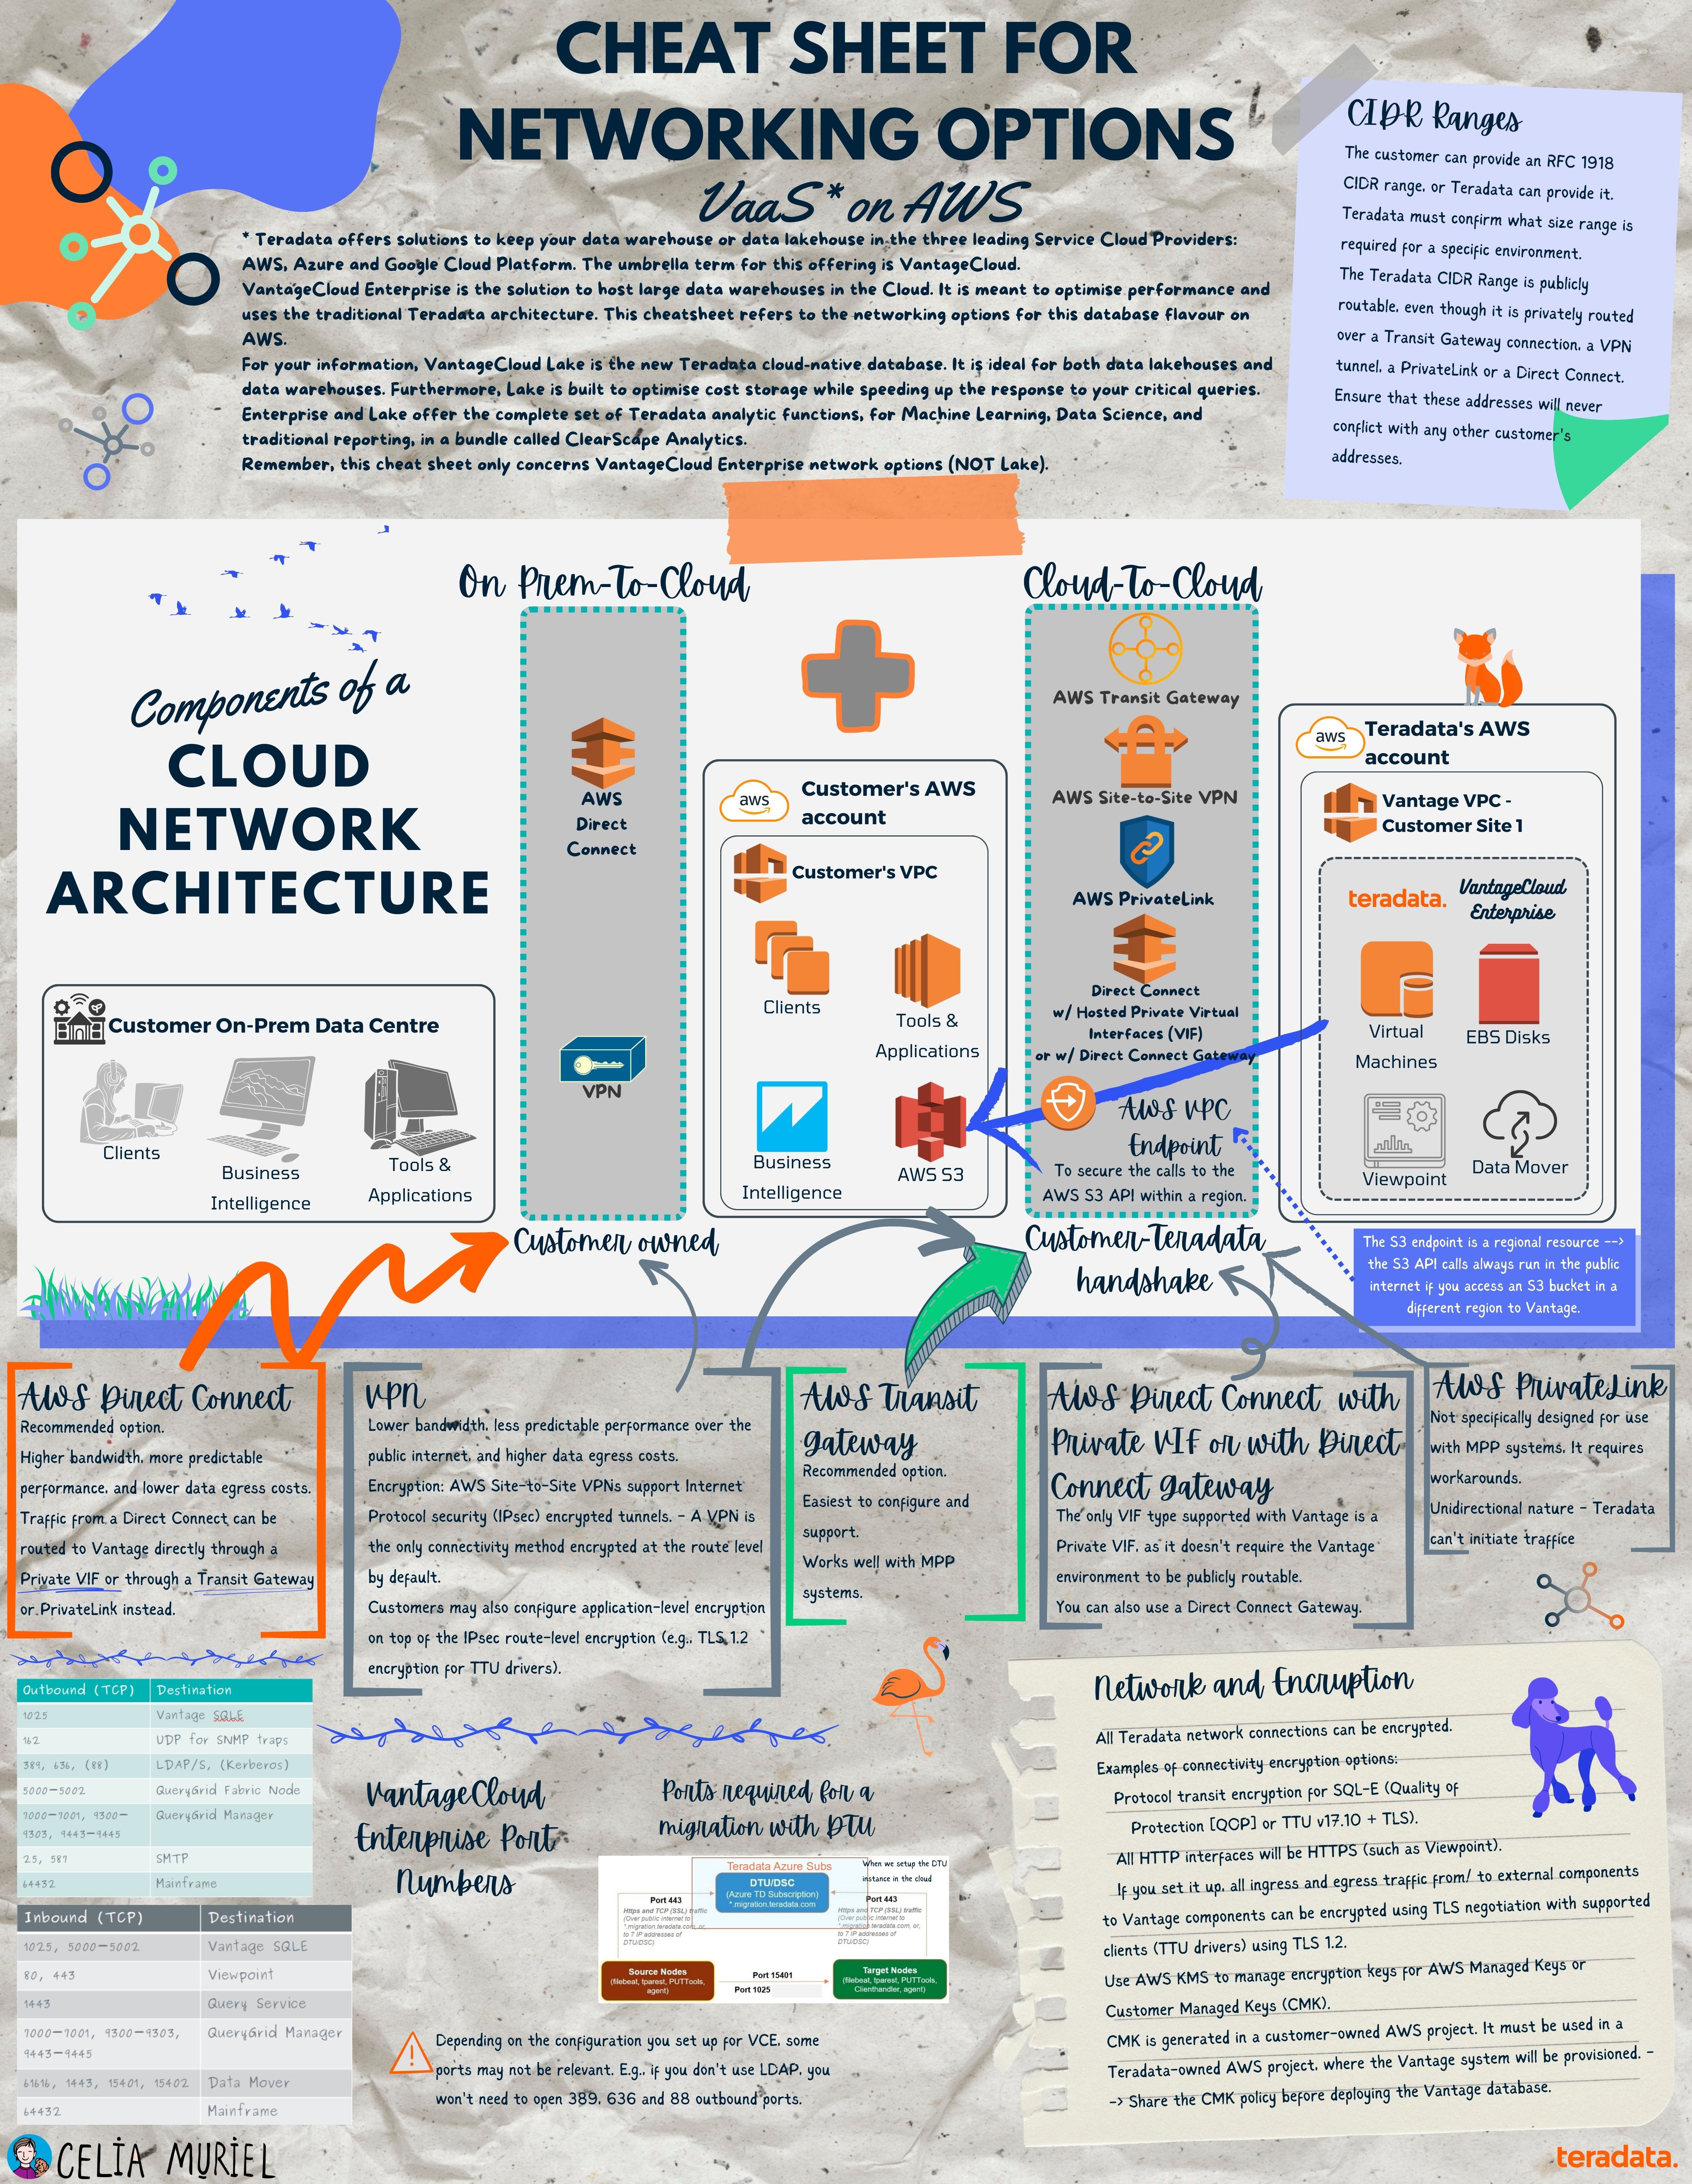 CHEAT SHEET FOR
NETWORKING OPTIONS
VaaS* on AWS
* Teradata offers solutions to keep your data warehouse or data lakehouse in the three leading Service Cloud Providers:
AWS, Azure and Google Cloud Platform. The umbrella term for this offering is VantageCloud.
VantageCloud Enterprise is the solution to host large data warehouses in the Cloud. It is meant to optimise performance and
uses the traditional Teradata architecture. This cheatsheet refers to the networking options for this database flavour on
AWS.
For your information, VantageCloud Lake is the new Teradata cloud-native database. It is ideal for both data lakehouses and
data warehouses. Furthermore, Lake is built to optimise cost storage while speeding up the response to your critical queries.
Enterprise and Lake offer the complete set of Teradata analytic functions, for Machine Learning, Data Science, and
traditional reporting, in a bundle called ClearScape Analytics.
Remember, this cheat sheet only concerns VantageCloud Enterprise network options (NOT Lake).
CIDR Ranges
The customer can provide an RFC 1918
CIDR range, or Teradata can provide it.
Teradata must confirm what size range is
required for a specific environment.
The Teradata CIDR Range is publicly
routable, even though it is privately routed
over a Transit Gateway connection, a VPN
tunnel, a PrivateLink or a Direct Connect.
Ensure that these addresses will never
conflict with any other customer's
addresses.
Components of a
CLOUD
NETWORK
ARCHITECTURE
Customer On-Prem Data Centre
Clients
Business
Intelligence
Tools &
Applications
On Prem-To-Cloud
AWS
Direct
Connect
VPN
Customer owned
aws
Customer's AWS
account
Customer's VPC
Clients
Tools &
Applications
Business
Intelligence
AWS S3
Cloud-To-Cloud
AWS Transit Gateway
AWS Site-to-Site VPN
AWS PrivateLink
Direct Connect
w/ Hosted Private Virtual
Interfaces (VIF)
or w/ Direct Connect Gateway
AWS VPC
Endpoint
To secure the calls to the
AWS S3 API within a region.
Customer-Teradata
handshake
aws
Teradata's AWS
account
Vantage VPC -
Customer Site 1
teradata.
VantageCloud
Enterprise
Virtual
Machines
EBS Disks
Viewpoint
Data Mover
The S3 endpoint is a regional resource -->
the S3 API calls always run in the public
internet if you access an S3 bucket in a
different region to Vantage.
AWS Direct Connect
Recommended option.
Higher bandwidth, more predictable
performance, and lower data egress costs.
Traffic from a Direct Connect can be
routed to Vantage directly through a
Private VIF or through a Transit Gateway
or PrivateLink instead.
VPN
Lower bandwidth, less predictable performance over the
public internet, and higher data egress costs.
Encryption: AWS Site-to-Site VPNs support Internet
Protocol security (IPsec) encrypted tunnels. - A VPN is
the only connectivity method encrypted at the route level
by default.
Customers may also configure application-level encryption
on top of the IPsec route-level encryption (e.g., TLS 1.2
encryption for TTU drivers).
AWS Transit
Gateway
Recommended option.
Easiest to configure and
support.
Works well with MPP
systems.
AWS Direct Connect with
Private VIF or with Direct
Connect Gateway
The only VIF type supported with Vantage is a
Private VIF, as it doesn't require the Vantage
environment to be publicly routable.
You can also use a Direct Connect Gateway.
AWS PrivateLink
Not specifically designed for use
with MPP systems, It requires
workarounds.
Unidirectional nature - Teradata
can't initiate traffice
Outbound (TCP) Destination
1025 Vantage SQLE
162 UDP for SNMP traps
389, 636, (88) LDAP/S, (Kerberos)
5000-5002 QueryGrid Fabric Node
7000-7001, 9300- QueryGrid Manager
9303, 9443-9445
25, 587 SMTP
64432 Mainframe
Inbound (TCP) Destination
1025, 5000-5002 Vantage SQLE
80, 443 Viewpoint
1443 Query Service
7000-7001, 9300-9303, QueryGrid Manager
9443-9445
61616, 1443, 15401, 15402 Data Mover
64432 Mainframe
VantageCloud
Enterprise Port
Numbers
Ports required for a
migration with DTU
Teradata Azure Subs
When we setup the DTU
instance in the cloud
DTU/DSC
(Azure TD Subscription)
*.migration.teradata.com
Port 443
Https and TCP (SSL) traffic
(Over public internet to
*.migration.teradata.com, or,
to 7 IP addresses of
DTU/DSC)
Port 443
Https and TCP (SSL) traffic
(Over public internet to
*.migration.teradata.com, or,
to 7 IP addresses of
DTU/DSC)
Source Nodes
(filebeat, tparest, PUTTools,
agent)
Port 15401
Port 1025
Target Nodes
(filebeat, tparest, PUTTools,
Clienthandler, agent)
Depending on the configuration you set up for VCE, some
ports may not be relevant. E.g., if you don't use LDAP, you
won't need to open 389, 636 and 88 outbound ports.
Network and Encryption
All Teradata network connections can be encrypted.
Examples of connectivity encryption options:
Protocol transit encryption for SQL-E (Quality of
Protection [QOP] or TTU v17.10 + TLS).
All HTTP interfaces will be HTTPS (such as Viewpoint).
If you set it up, all ingress and egress traffic from/ to external components
to Vantage components can be encrypted using TLS negotiation with supported
clients (TTU drivers) using TLS 1.2.
Use AWS KMS to manage encryption keys for AWS Managed Keys or
Customer Managed Keys (CMK).
CMK is generated in a customer-owned AWS project. It must be used in a
Teradata-owned AWS project, where the Vantage system will be provisioned. -
-> Share the CMK policy before deploying the Vantage database.
CELIA MURIEL
teradata.